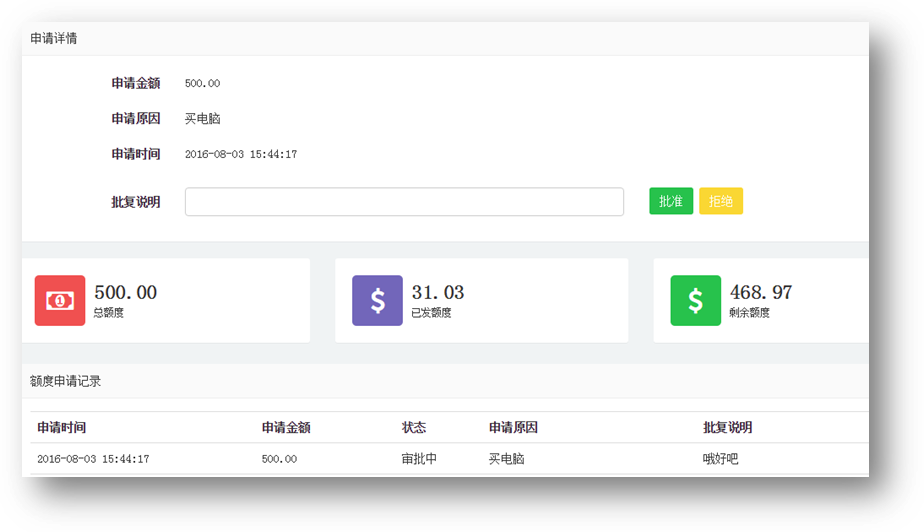 申请详情
申请金额 500.00
申请原因 买电脑
申请时间 2016-08-03 15:44:17
批复说明 批准 拒绝
1 500.00 $ 31.03 $ 468.97
总额度 已发额度 剩余额度
额度申请记录
申请时间 申请金额 状态 申请原因 批复说明
2016-08-03 15:44:17 500.00 审批中 买电脑 哦好吧